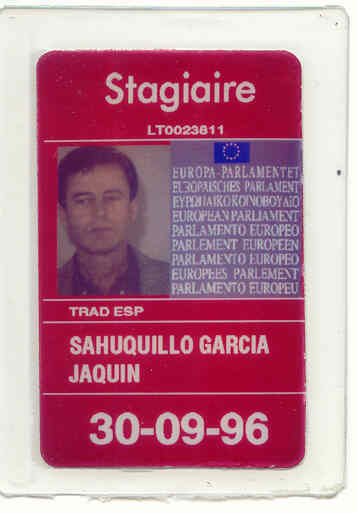 Stagiaire
LT0023811
EUROPA-PARLAMENTET
EUROPÄISCHES PARLAMENT
ΕΥΡΩΠΑΪΚΟ ΚΟΙΝΟΒΟΥΛΙΟ
EUROPEAN PARLIAMENT
PARLAMENTO EUROPEO
PARLEMENT EUROPEEN
PARLAMENTO EUROPEO
EUROPEES PARLEMENT
PARLAMENTO EUROPEU
TRAD ESP
SAHUQUILLO GARCIA
JAQUIN
30-09-96